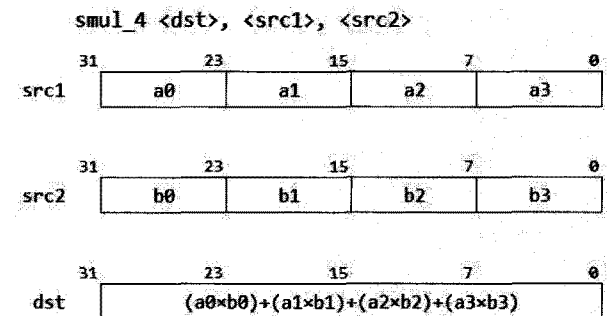 smul_4 <dst>, <src1>, <src2>
31 23 15 7 0
src1 a0 a1 a2 a3
31 23 15 7 0
src2 b0 b1 b2 b3
31 23 15 7 0
dst (a0×b0)+(a1×b1)+(a2×b2)+(a3×b3)